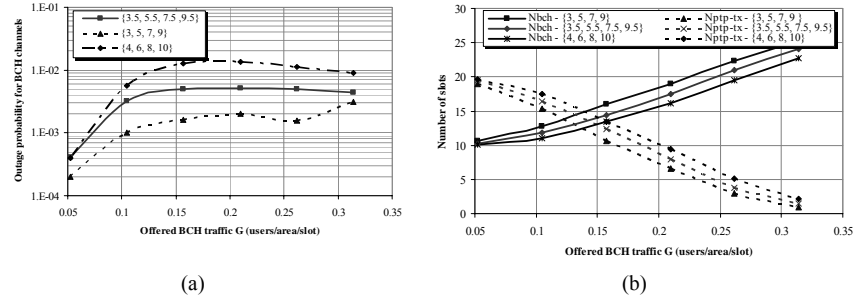 1.E-01
1.E-02
1.E-03
1.E-04
Outage probability for BCH channels
{3.5, 5.5, 7.5 ,9.5}
{3, 5, 7, 9}
{4, 6, 8, 10}
0.05 0.1 0.15 0.2 0.25 0.3 0.35
Offered BCH traffic G (users/area/slot)
(a)
30
25
20
15
10
5
0
Number of slots
Nbch - {3, 5, 7, 9}
Nbch - {3.5, 5.5, 7.5, 9.5}
Nbch - {4, 6, 8, 10}
Nptp-tx - {3, 5, 7, 9}
Nptp-tx - {3.5, 5.5, 7.5, 9.5}
Nptp-tx - {4, 6, 8, 10}
0.05 0.1 0.15 0.2 0.25 0.3 0.35
Offered BCH traffic G (users/area/slot)
(b)